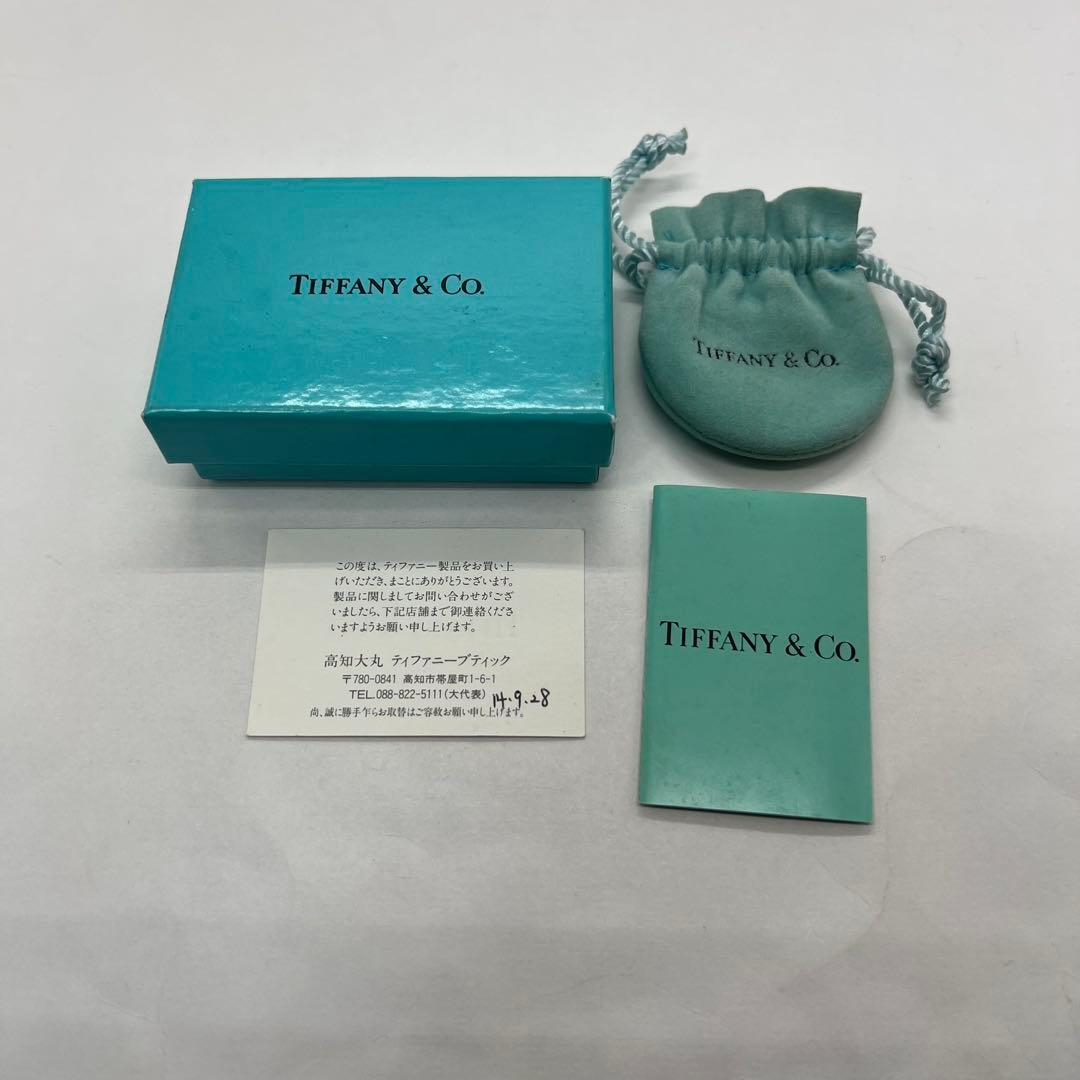 TIFFANY & CO.
TIFFANY & CO.
この度は、ティファニー製品をお買い上
げいただき、まことにありがとうございます。
製品に関しましてお問い合わせがござ
いましたら、下記店舗まで御連絡くださ
いますようお願い申し上げます。
高知大丸 ティファニーブティック
〒780-0841 高知市帯屋町1-6-1
TEL.088-822-5111(大代表)
14.9.28
尚、誠に勝手乍らお取替はご容赦お願い申し上げます。
TIFFANY & CO.